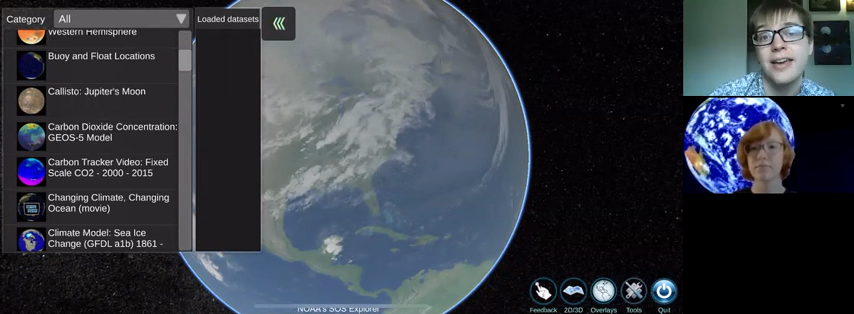 Category
All
Loaded datasets
Western Hemisphere
Buoy and Float Locations
Callisto: Jupiter's Moon
Carbon Dioxide Concentration:
GEOS-5 Model
Carbon Tracker Video: Fixed
Scale CO2 - 2000 - 2015
Changing Climate, Changing
Ocean (movie)
Climate Model: Sea Ice
Change (GFDL a1b) 1861 -
NOAA's SOS Explorer
Feedback
2D/3D
Overlays
Tools
Quit